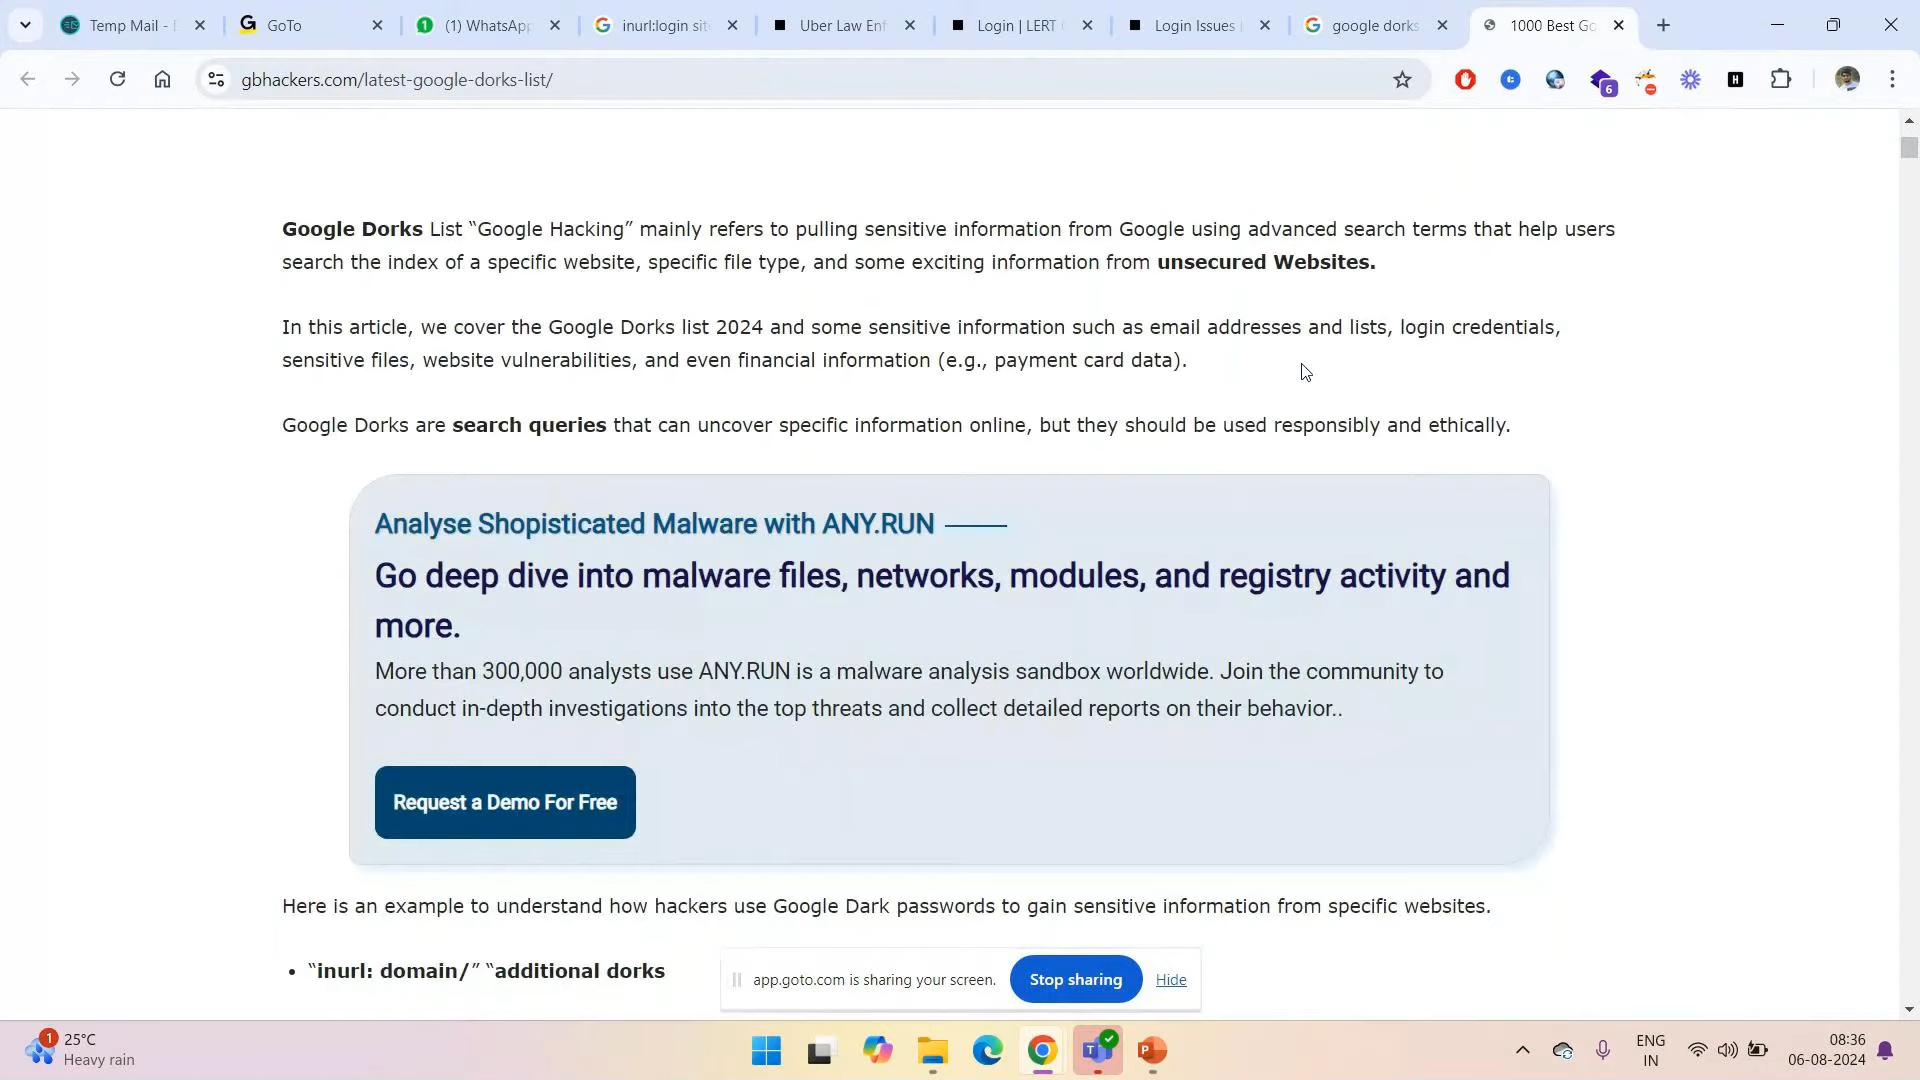 Temp Mail - D
GoTo
(1) WhatsApp
inurl:login sit
Uber Law Enf
Login | LERT
Login Issues
google dorks
1000 Best Go
gbhackers.com/latest-google-dorks-list/
6
Google Dorks List “Google Hacking” mainly refers to pulling sensitive information from Google using advanced search terms that help users
search the index of a specific website, specific file type, and some exciting information from unsecured Websites.
In this article, we cover the Google Dorks list 2024 and some sensitive information such as email addresses and lists, login credentials,
sensitive files, website vulnerabilities, and even financial information (e.g., payment card data).
Google Dorks are search queries that can uncover specific information online, but they should be used responsibly and ethically.
Analyse Shopisticated Malware with ANY.RUN
Go deep dive into malware files, networks, modules, and registry activity and
more.
More than 300,000 analysts use ANY.RUN is a malware analysis sandbox worldwide. Join the community to
conduct in-depth investigations into the top threats and collect detailed reports on their behavior..
Request a Demo For Free
Here is an example to understand how hackers use Google Dark passwords to gain sensitive information from specific websites.
• “inurl: domain/” “additional dorks
app.goto.com is sharing your screen.
Stop sharing
Hide
1
25°C
Heavy rain
ENG
IN
08:36
06-08-2024